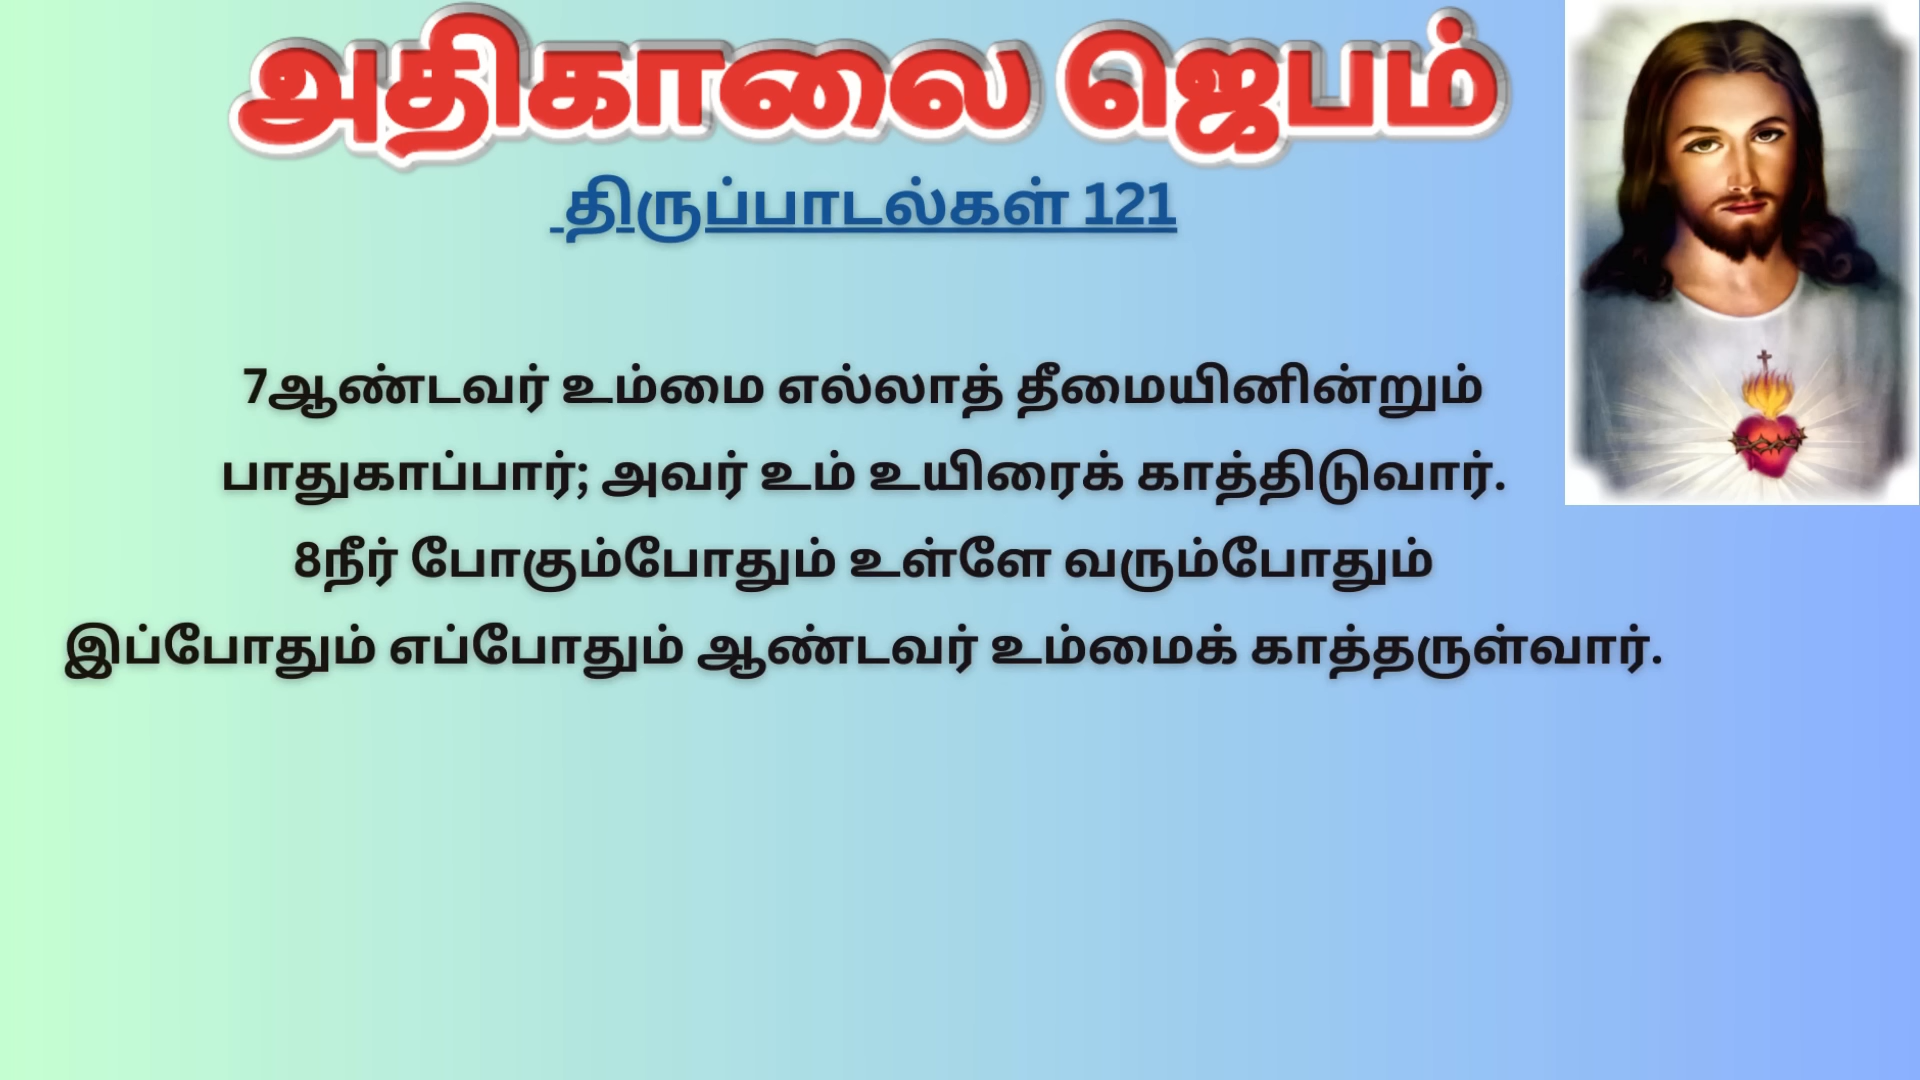 அதிகாலை ஜெபம்
திருப்பாடல்கள் 121
7ஆண்டவர் உம்மை எல்லாத் தீமையினின்றும்
பாதுகாப்பார்; அவர் உம் உயிரைக் காத்திடுவார்.
8நீர் போகும்போதும் உள்ளே வரும்போதும்
இப்போதும் எப்போதும் ஆண்டவர் உம்மைக் காத்தருள்வார்.